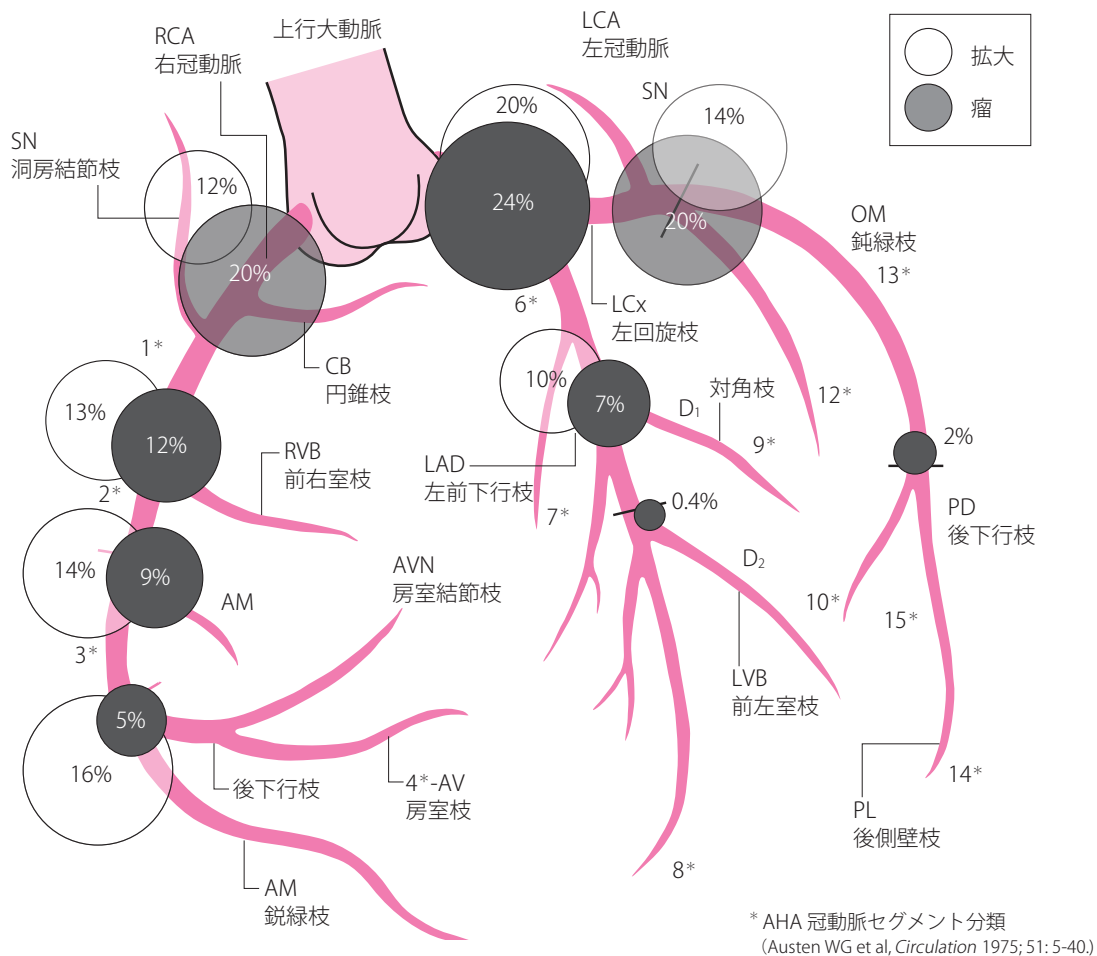 RCA
右冠動脈
上行大動脈
LCA
左冠動脈
拡大
瘤
SN
洞房結節枝
12%
20%
20%
24%
SN
14%
20%
OM
鈍縁枝
13*
1*
CB
円錐枝
6*
LCx
左回旋枝
13%
12%
RVB
前右室枝
10%
7%
D1
対角枝
9*
12*
LAD
左前下行枝
7*
2%
PD
後下行枝
2*
0.4%
14%
9%
AM
AVN
房室結節枝
D2
10*
15*
3*
LVB
前左室枝
5%
16%
後下行枝
4*-AV
房室枝
14*
PL
後側壁枝
8*
AM
鋭縁枝
* AHA 冠動脈セグメント分類
（Austen WG et al, Circulation 1975; 51: 5-40.)